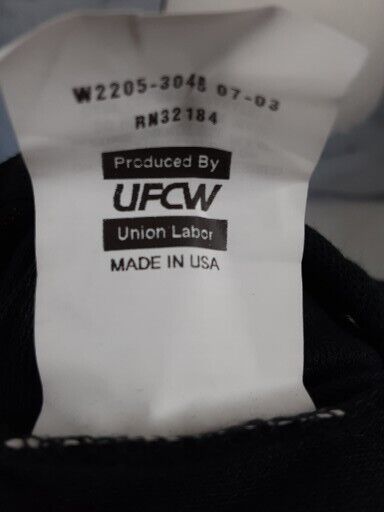 W2205-3048 07-03
RN32184
Produced By
UFCW
Union Labor
MADE IN USA